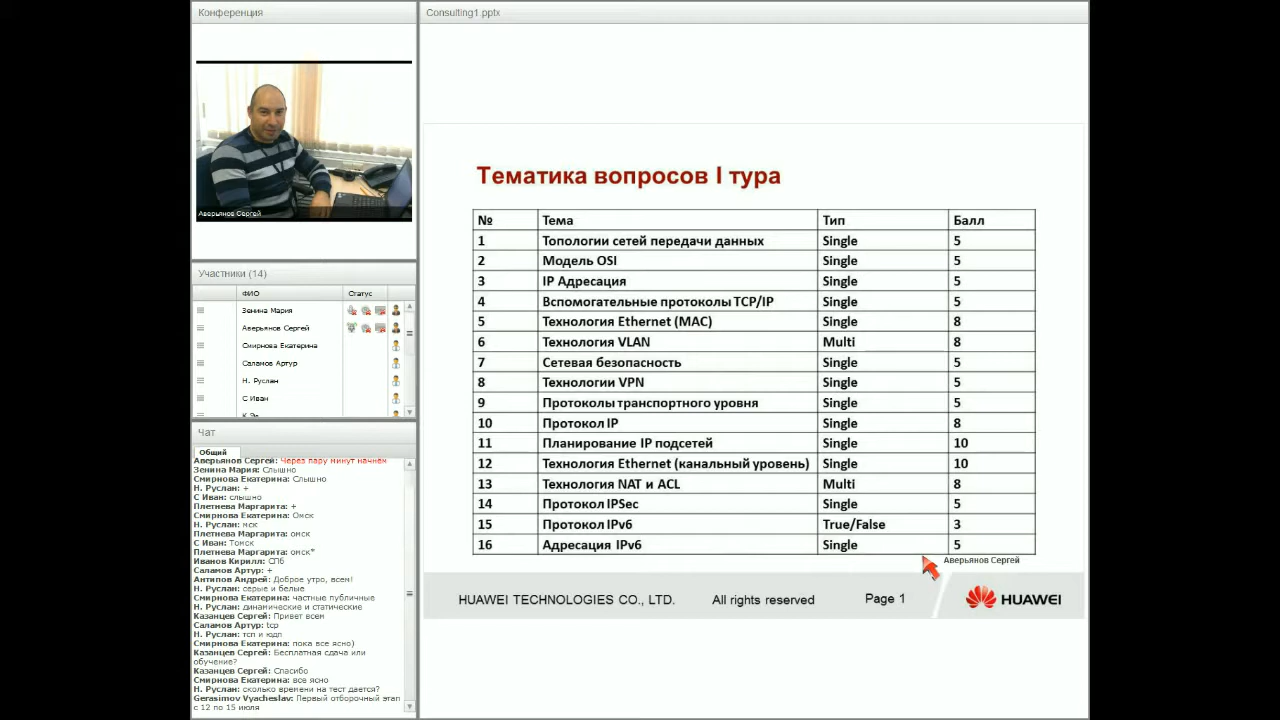 Конференция
Аверьянов Сергей
Участники (14)
ФИО Статус
Зенина Мария
Аверьянов Сергей
Смирнова Екатерина
Саламов Артур
Н. Руслан
С Иван
Чат
Общий
Аверьянов Сергей: Через пару минут начнем
Зенина Мария: Слышно
Смирнова Екатерина: Слышно
Н. Руслан: +
С Иван: слышно
Плетнева Маргарита: +
Смирнова Екатерина: Омск
Н. Руслан: мск
Плетнева Маргарита: омск
С Иван: Томск
Плетнева Маргарита: омск*
Иванов Кирилл: СПб
Саламов Артур: +
Антипов Андрей: Доброе утро, всем!
Н. Руслан: серые и белые
Смирнова Екатерина: частные публичные
Н. Руслан: динамические и статические
Казанцев Сергей: Привет всем
Саламов Артур: tcp
Н. Руслан: тсп и юдп
Смирнова Екатерина: пока все ясно)
Казанцев Сергей: Бесплатная сдача или
обучение?
Казанцев Сергей: Спасибо
Смирнова Екатерина: все ясно
Н. Руслан: сколько времени на тест дается?
Gerasimov Vyacheslav: Первый отборочный этап
с 12 по 15 июля
Consulting1.pptx
Тематика вопросов I тура
№ Тема Тип Балл
1 Топологии сетей передачи данных Single 5
2 Модель OSI Single 5
3 IP Адресация Single 5
4 Вспомогательные протоколы TCP/IP Single 5
5 Технология Ethernet (MAC) Single 8
6 Технология VLAN Multi 8
7 Сетевая безопасность Single 5
8 Технологии VPN Single 5
9 Протоколы транспортного уровня Single 5
10 Протокол IP Single 8
11 Планирование IP подсетей Single 10
12 Технология Ethernet (канальный уровень) Single 10
13 Технология NAT и ACL Multi 8
14 Протокол IPSec Single 5
15 Протокол IPv6 True/False 3
16 Адресация IPv6 Single 5
Аверьянов Сергей
HUAWEI TECHNOLOGIES CO., LTD. All rights reserved Page 1 HUAWEI